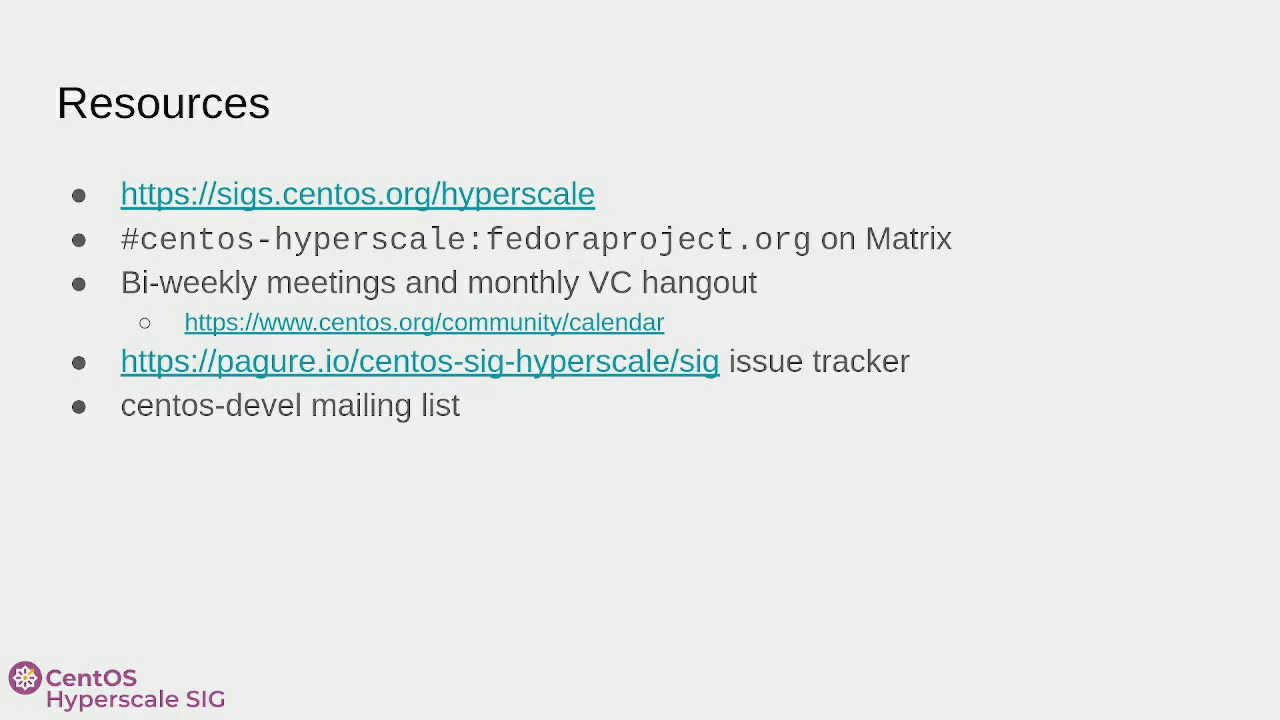 Resources
https://sigs.centos.org/hyperscale
#centos-hyperscale:fedoraproject.org on Matrix
Bi-weekly meetings and monthly VC hangout
https://www.centos.org/community/calendar
https://pagure.io/centos-sig-hyperscale/sig issue tracker
centos-devel mailing list
CentOS
Hyperscale SIG